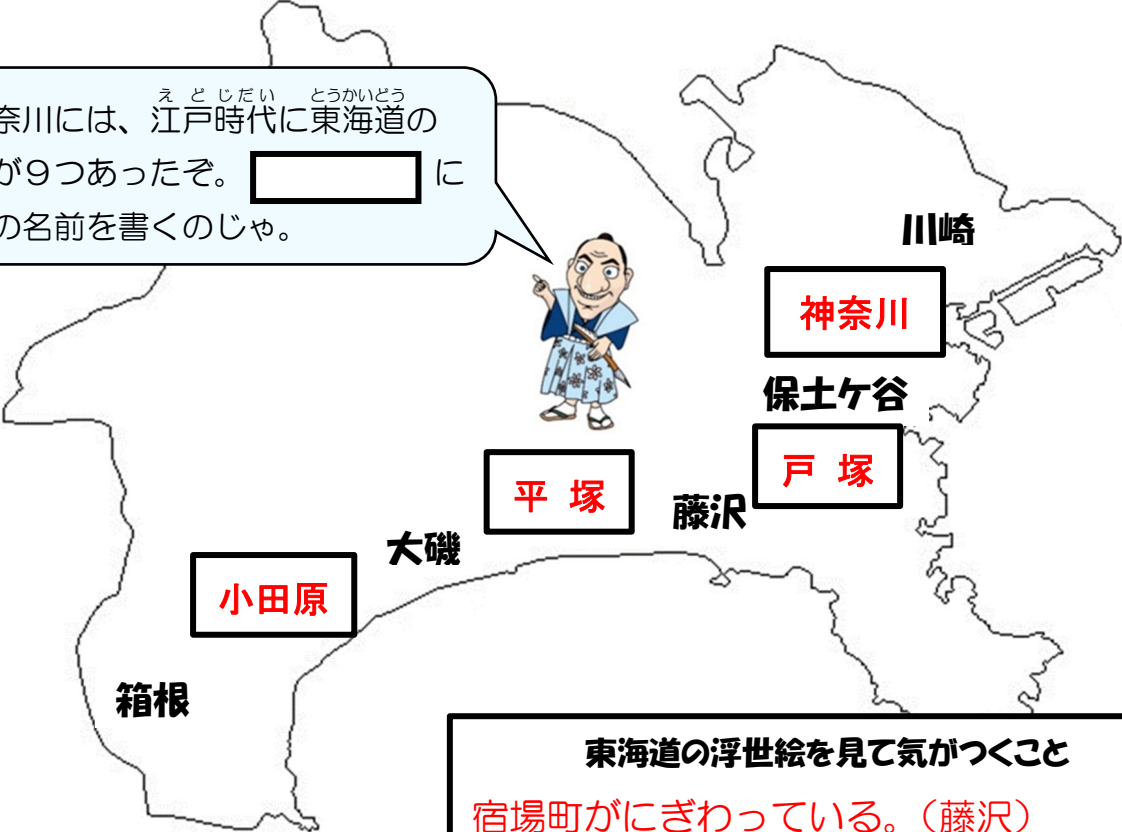 えどじだい とうかいどう
奈川には、江戸時代に東海道の
が９つあったぞ。 に
の名前を書くのじゃ。
川崎
神奈川
保土ケ谷
戸 塚
藤沢
平 塚
大磯
小田原
箱根
東海道の浮世絵を見て気がつくこと
宿場町がにぎわっている。（藤沢）